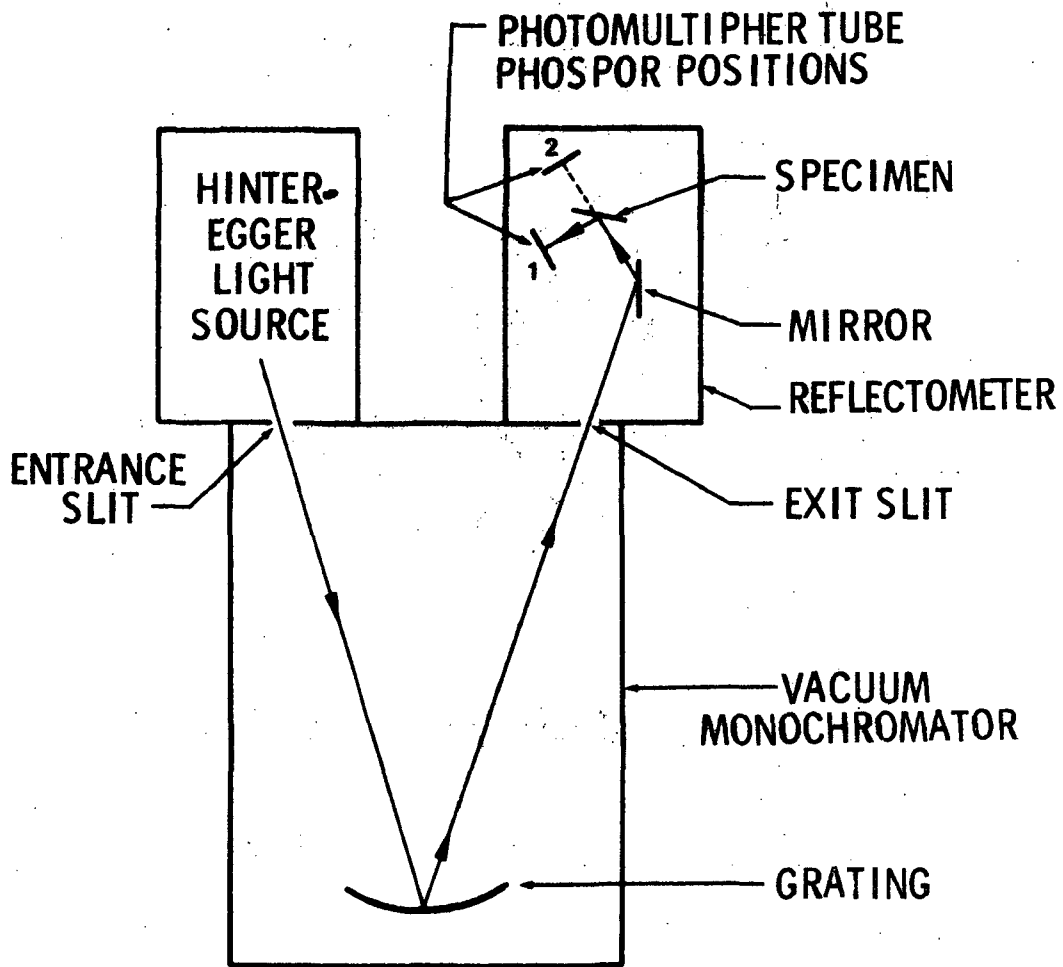 PHOTOMULTIPHER TUBE
PHOSPOR POSITIONS
HINTER-
EGGER
LIGHT
SOURCE
2
1
SPECIMEN
MIRROR
REFLECTOMETER
ENTRANCE
SLIT
EXIT SLIT
VACUUM
MONOCHROMATOR
GRATING